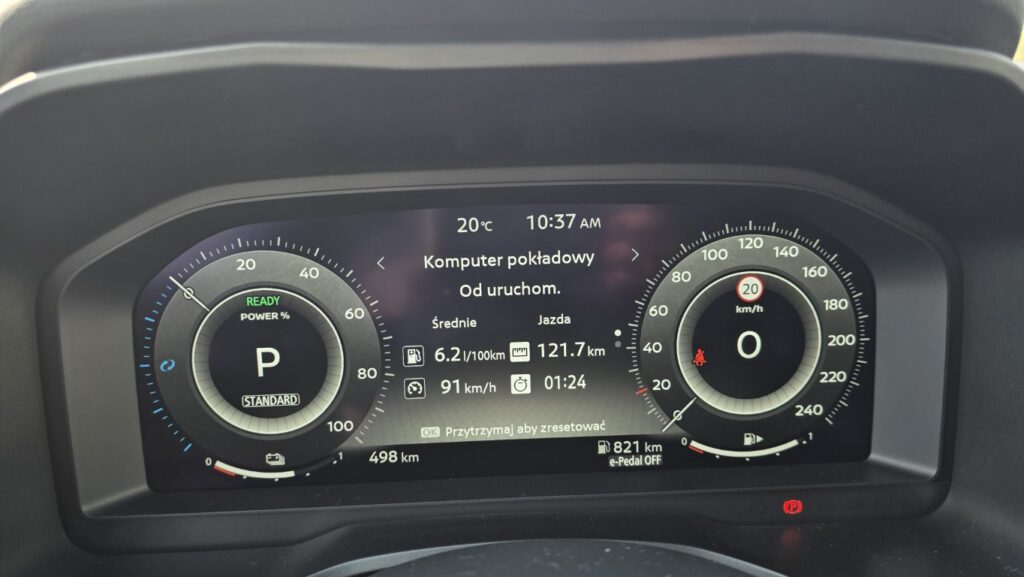 20°C 10:37 AM
Komputer pokładowy
Od uruchom.
Średnie Jazda
6.2 l/100km 121.7 km
91 km/h 01:24
OK Przytrzymaj aby zresetować
498 km
821 km
e-Pedal OFF
0 20 40 60 80 100
READY
POWER %
P
STANDARD
0 1
0 20 40 60 80 100 120 140 160 180 200 220 240
20
km/h
0
0 1
P